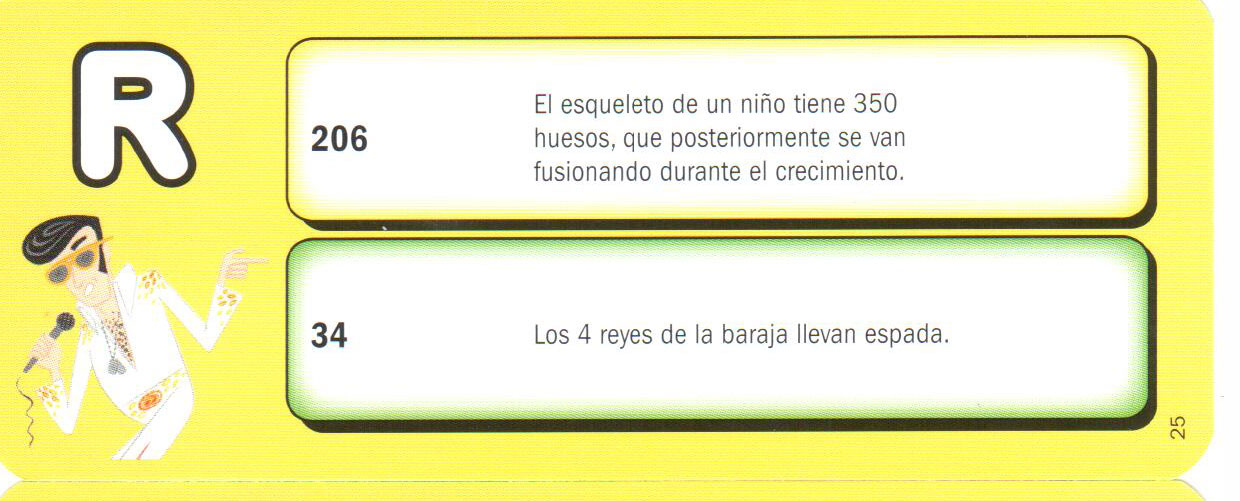 R
206
El esqueleto de un niño tiene 350
huesos, que posteriormente se van
fusionando durante el crecimiento.
34
Los 4 reyes de la baraja llevan espada.
25